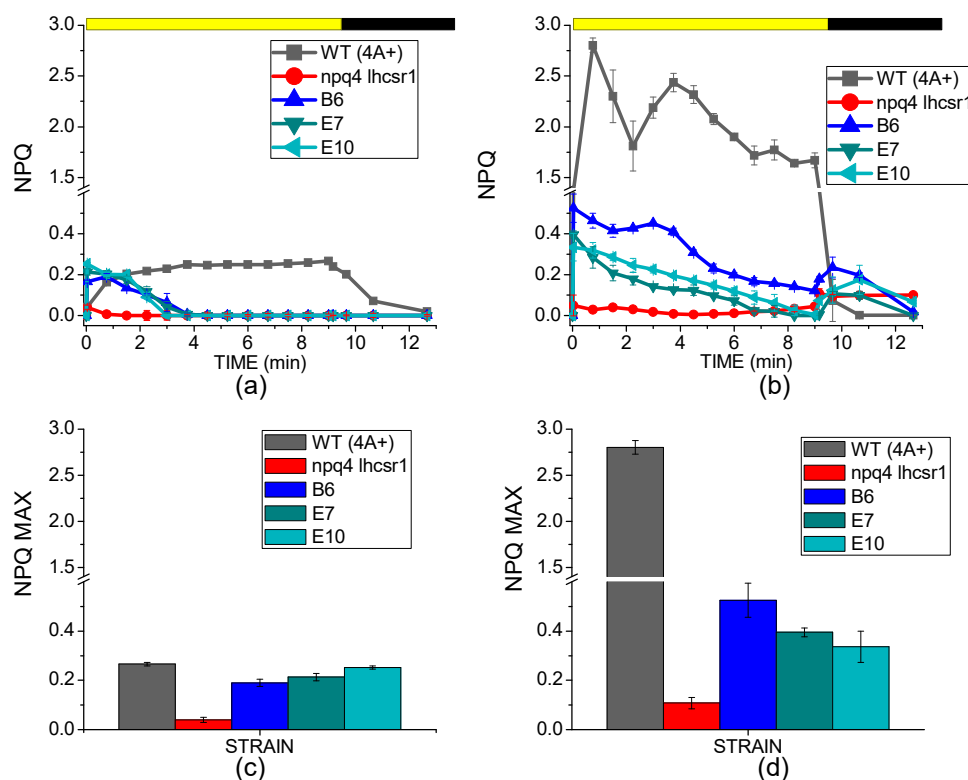 3.0
2.5
2.0
1.5
0.4
0.2
0.0
NPQ
WT (4A+)
npq4 lhcsr1
B6
E7
E10
0 2 4 6 8 10 12
TIME (min)
(a)
3.0
2.5
2.0
1.5
0.4
0.2
0.0
NPQ
WT (4A+)
npq4 lhcsr1
B6
E7
E10
0 2 4 6 8 10 12
TIME (min)
(b)
3.0
2.5
2.0
1.5
0.4
0.2
0.0
NPQ MAX
WT (4A+)
npq4 lhcsr1
B6
E7
E10
STRAIN
(c)
3.0
2.5
2.0
1.5
0.4
0.2
0.0
NPQ MAX
WT (4A+)
npq4 lhcsr1
B6
E7
E10
STRAIN
(d)